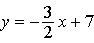 y = −3/2 x + 7